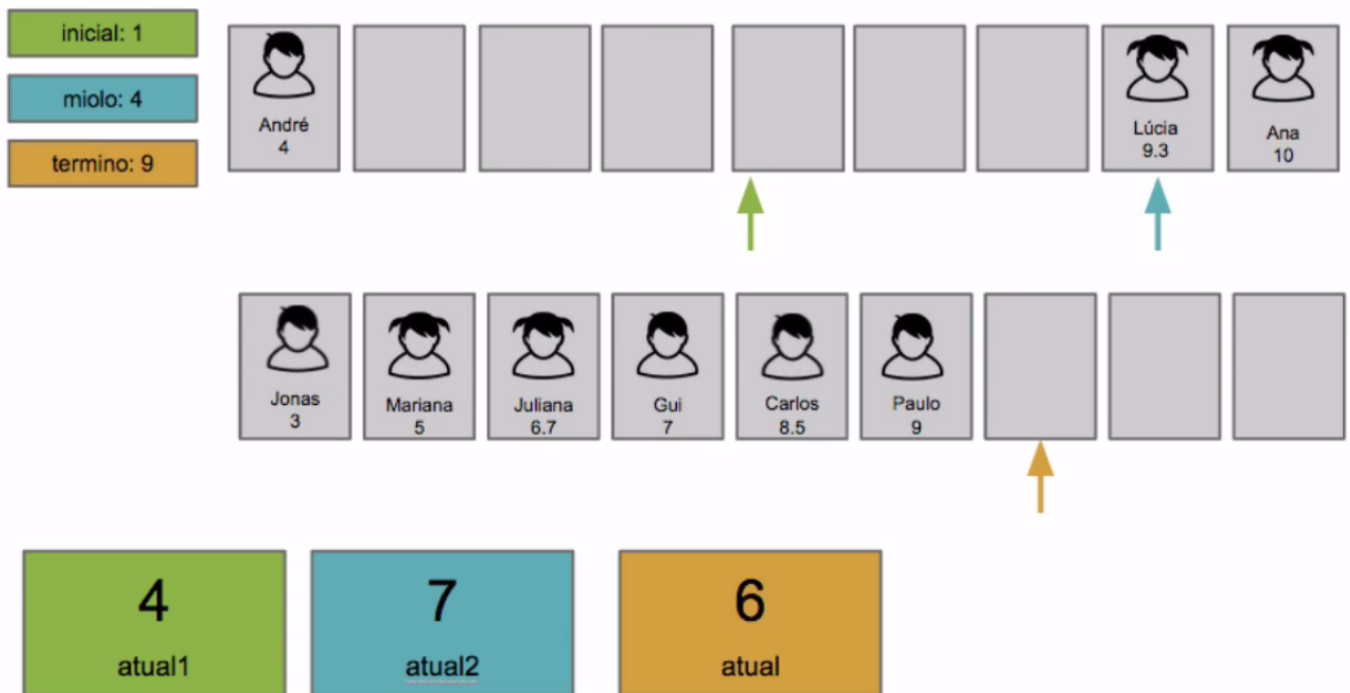 inicial: 1
miolo: 4
termino: 9
André
4
Lúcia
9.3
Ana
10
Jonas
3
Mariana
5
Juliana
6.7
Gui
7
Carlos
8.5
Paulo
9
4
atual1
7
atual2
6
atual